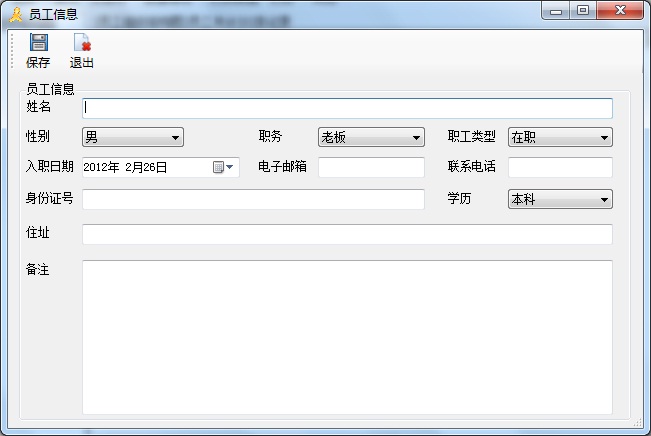 员工信息
保存 退出
员工信息
姓名
性别 男 职务 老板 职工类型 在职
入职日期 2012年 2月26日 电子邮箱 联系电话
身份证号 学历 本科
住址
备注